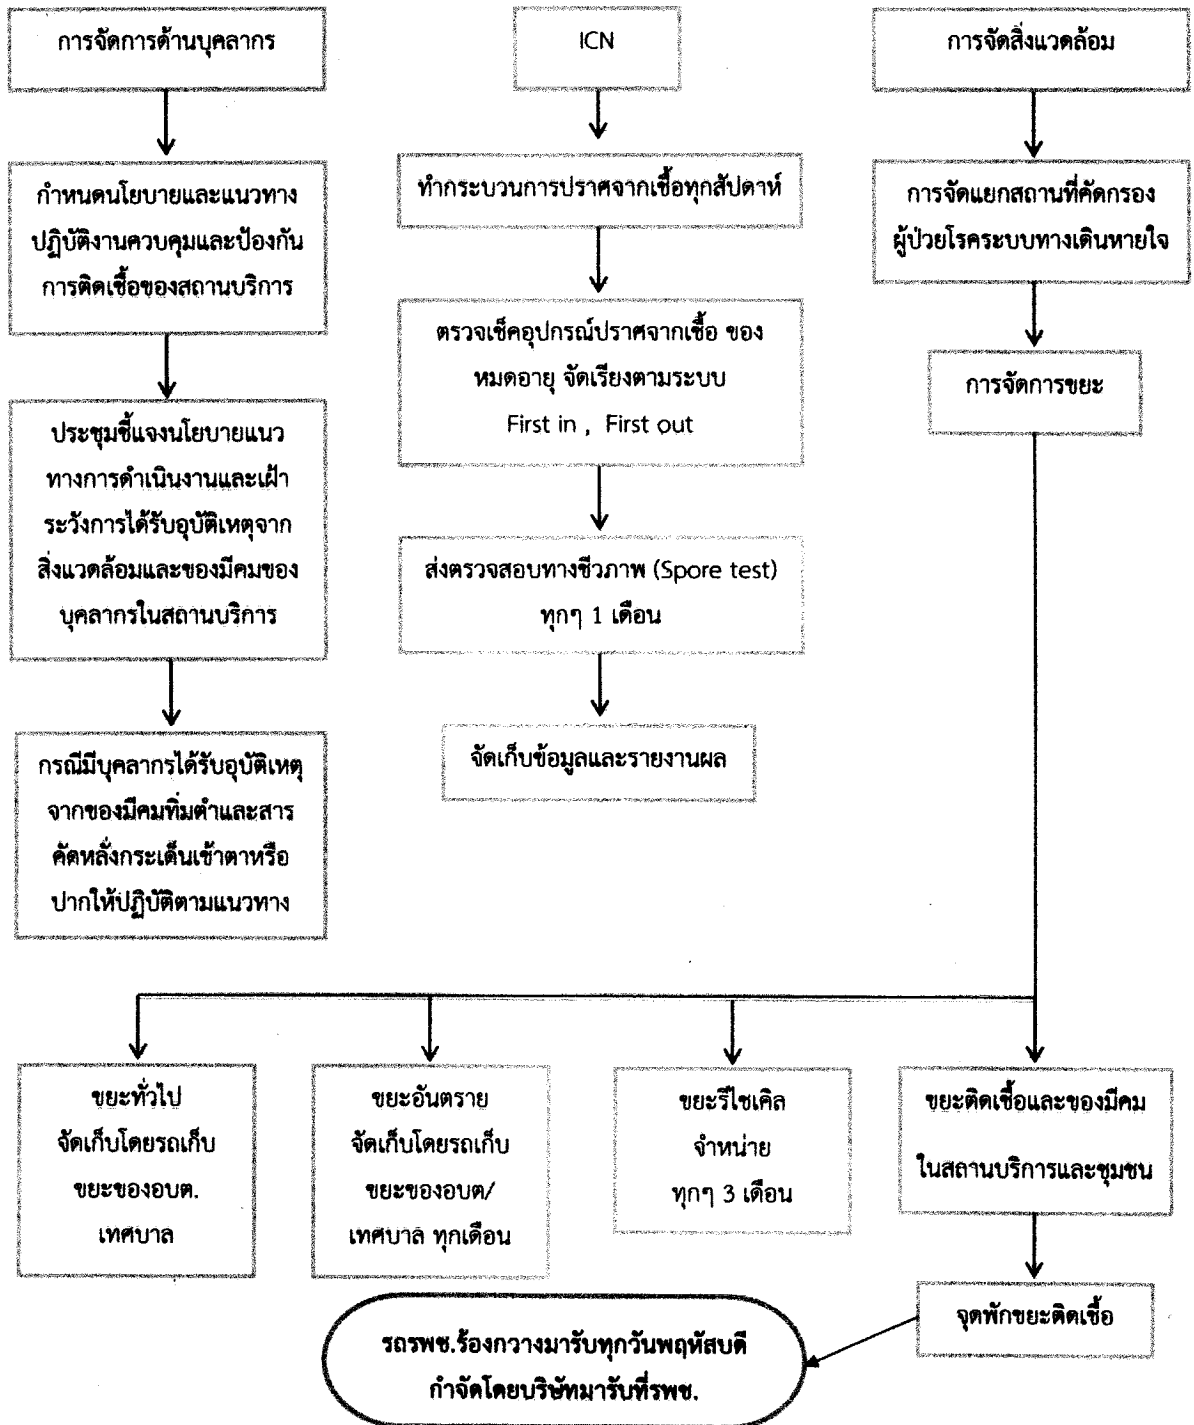 การจัดการด้านบุคลากร
กำหนดนโยบายและแนวทาง
ปฏิบัติงานควบคุมและป้องกัน
การติดเชื้อของสถานบริการ
ประชุมชี้แจงนโยบายแนว
ทางการดำเนินงานและเฝ้า
ระวังการได้รับอุบัติเหตุจาก
สิ่งแวดล้อมและของมีคมของ
บุคลากรในสถานบริการ
กรณีมีบุคลากรได้รับอุบัติเหตุ
จากของมีคมทิ่มตำและสาร
คัดหลั่งกระเด็นเข้าตาหรือ
ปากให้ปฏิบัติตามแนวทาง
ICN
ทำกระบวนการปราศจากเชื้อทุกสัปดาห์
ตรวจเช็คอุปกรณ์ปราศจากเชื้อ ของ
หมดอายุ จัดเรียงตามระบบ
First in , First out
ส่งตรวจสอบทางชีวภาพ (Spore test)
ทุกๆ 1 เดือน
จัดเก็บข้อมูลและรายงานผล
การจัดสิ่งแวดล้อม
การจัดแยกสถานที่คัดกรอง
ผู้ป่วยโรคระบบทางเดินหายใจ
การจัดการขยะ
ขยะทั่วไป
จัดเก็บโดยรถเก็บ
ขยะของอบต.
เทศบาล
ขยะอันตราย
จัดเก็บโดยรถเก็บ
ขยะของอบต/
เทศบาล ทุกเดือน
ขยะรีไซเคิล
จำหน่าย
ทุกๆ 3 เดือน
ขยะติดเชื้อและของมีคม
ในสถานบริการและชุมชน
จุดพักขยะติดเชื้อ
รถรพช.ร้องกวางมารับทุกวันพฤหัสบดี
กำจัดโดยบริษัทมารับที่รพช.